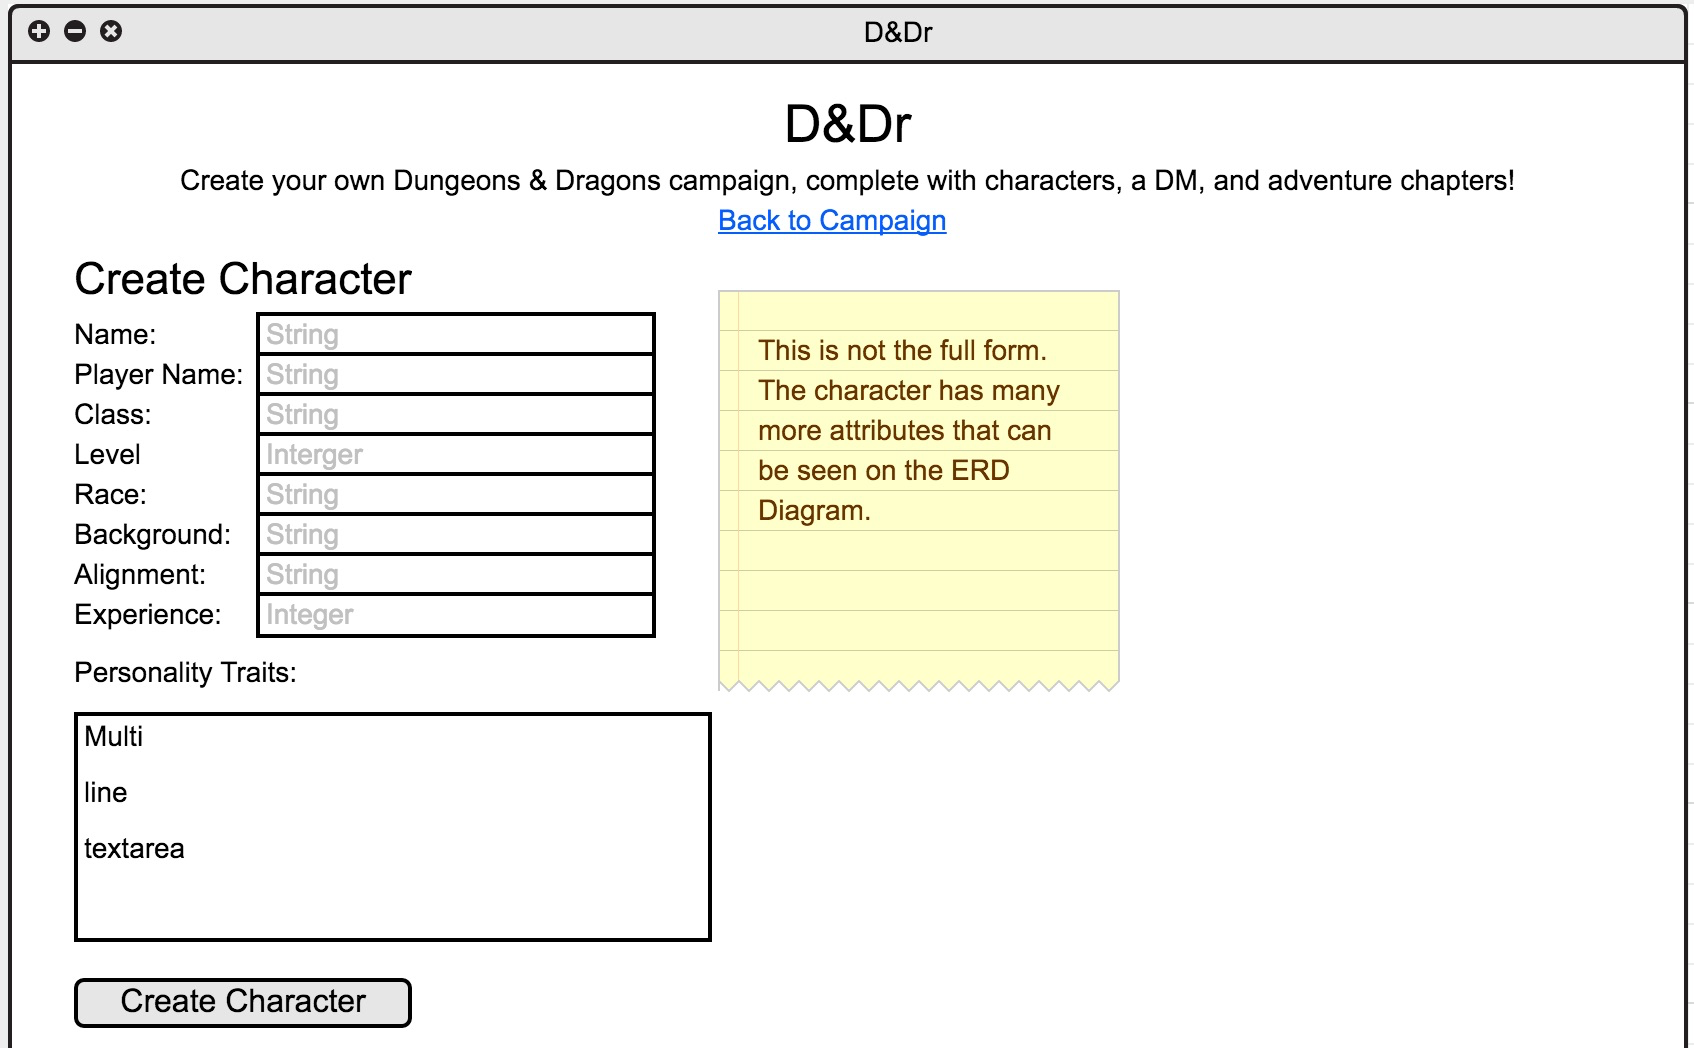 D&Dr
D&Dr
Create your own Dungeons & Dragons campaign, complete with characters, a DM, and adventure chapters!
Back to Campaign
Create Character
Name: String
Player Name: String
Class: String
Level Interger
Race: String
Background: String
Alignment: String
Experience: Integer
Personality Traits:
Multi
line
textarea
Create Character
This is not the full form.
The character has many
more attributes that can
be seen on the ERD
Diagram.